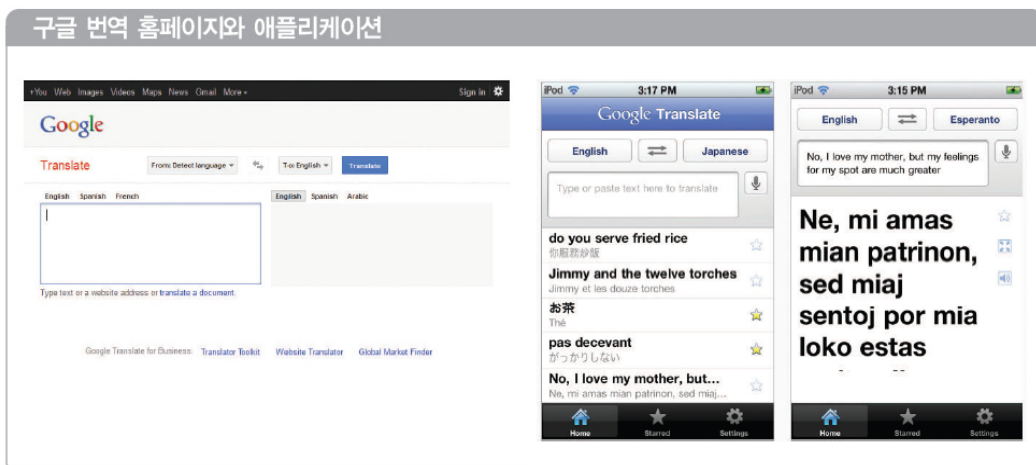 구글 번역 홈페이지와 애플리케이션
+You Web Images Videos Maps News Gmail More Sign in
Google
Translate From: Detect language To: English Translate
English Spanish French English Spanish Arabic
Type text or a website address or translate a document.
Google Translate for Business: Translator Toolkit Website Translator Global Market Finder
iPod 3:17 PM
Google Translate
English Japanese
Type or paste text here to translate
do you serve fried rice
你服務炒飯
Jimmy and the twelve torches
Jimmy et les douze torches
お茶
Thé
pas decevant
がっかりしない
No, I love my mother, but...
Ne, mi amas mian patrinon, sed miaj...
Home Starred Settings
iPod 3:15 PM
English Esperanto
No, I love my mother, but my feelings
for my spot are much greater
Ne, mi amas
mian patrinon,
sed miaj
sentoj por mia
loko estas
Home Starred Settings